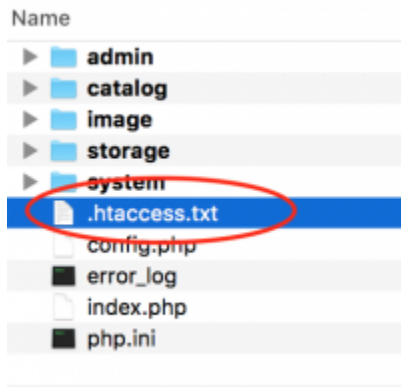 Name
admin
catalog
image
storage
system
.htaccess.txt
config.php
error_log
index.php
php.ini